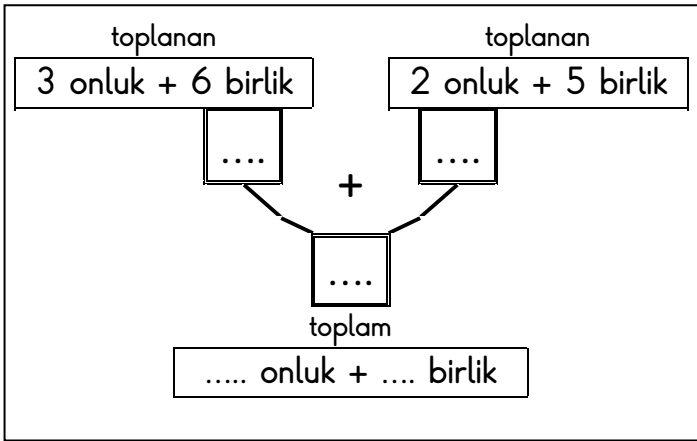 toplanan toplanan
3 onluk + 6 birlik 2 onluk + 5 birlik
.... + ....
....
toplam
..... onluk + .... birlik